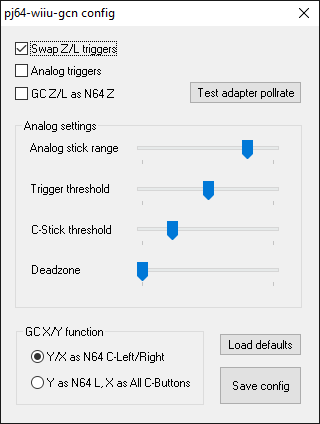 pj64-wiiu-gcn config
Swap Z/L triggers
Analog triggers
GC Z/L as N64 Z
Test adapter pollrate
Analog settings
Analog stick range
Trigger threshold
C-Stick threshold
Deadzone
GC X/Y function
Y/X as N64 C-Left/Right
Y as N64 L, X as All C-Buttons
Load defaults
Save config